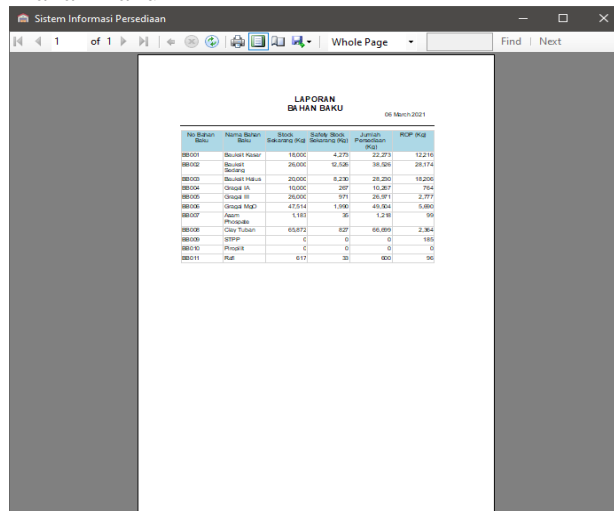 Sistem Informasi Persediaan
1 of 1 Whole Page Find | Next
LAPORAN
BAHAN BAKU
06 March 2021
No Bahan Baku Nama Bahan Baku Stock Sekarang (Kg) Safety Stock Sekarang (Kg) Jumlah Persediaan (Kg) ROP (Kg)
BB001 Bauksit Kasar 18,000 4,273 22,273 12,216
BB002 Bauksit Sedang 26,000 12,526 38,526 28,174
BB003 Bauksit Halus 20,000 8,230 28,230 18,206
BB004 Grogal IA 10,000 267 10,267 764
BB005 Grogal III 26,000 971 26,971 2,777
BB006 Grogal MgO 47,514 1,990 49,504 5,690
BB007 Asam Phospate 1,183 35 1,218 99
BB008 Clay Tuban 65,872 827 66,699 2,364
BB009 STPP 0 0 0 185
BB010 Piropilit 0 0 0 0
BB011 Rafi 617 33 600 96